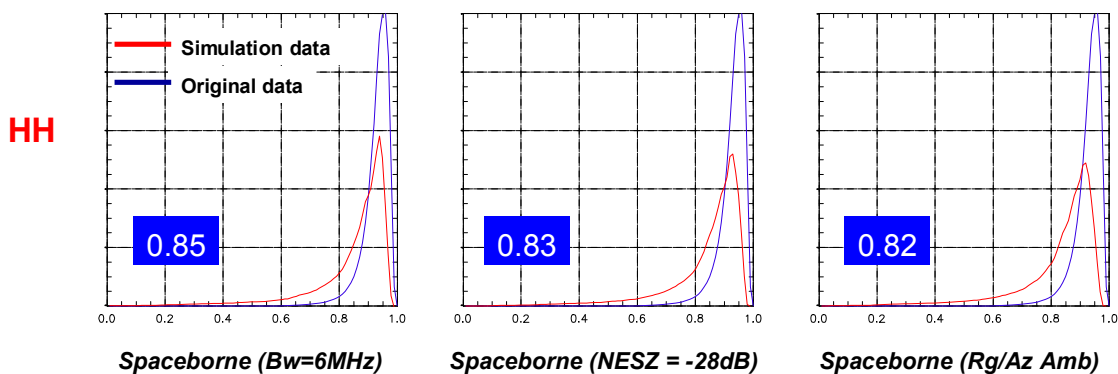 Simulation data
Original data
HH
0.85
0.83
0.82
0.0 0.2 0.4 0.6 0.8 1.0
0.0 0.2 0.4 0.6 0.8 1.0
0.0 0.2 0.4 0.6 0.8 1.0
Spaceborne (Bw=6MHz)
Spaceborne (NESZ = -28dB)
Spaceborne (Rg/Az Amb)